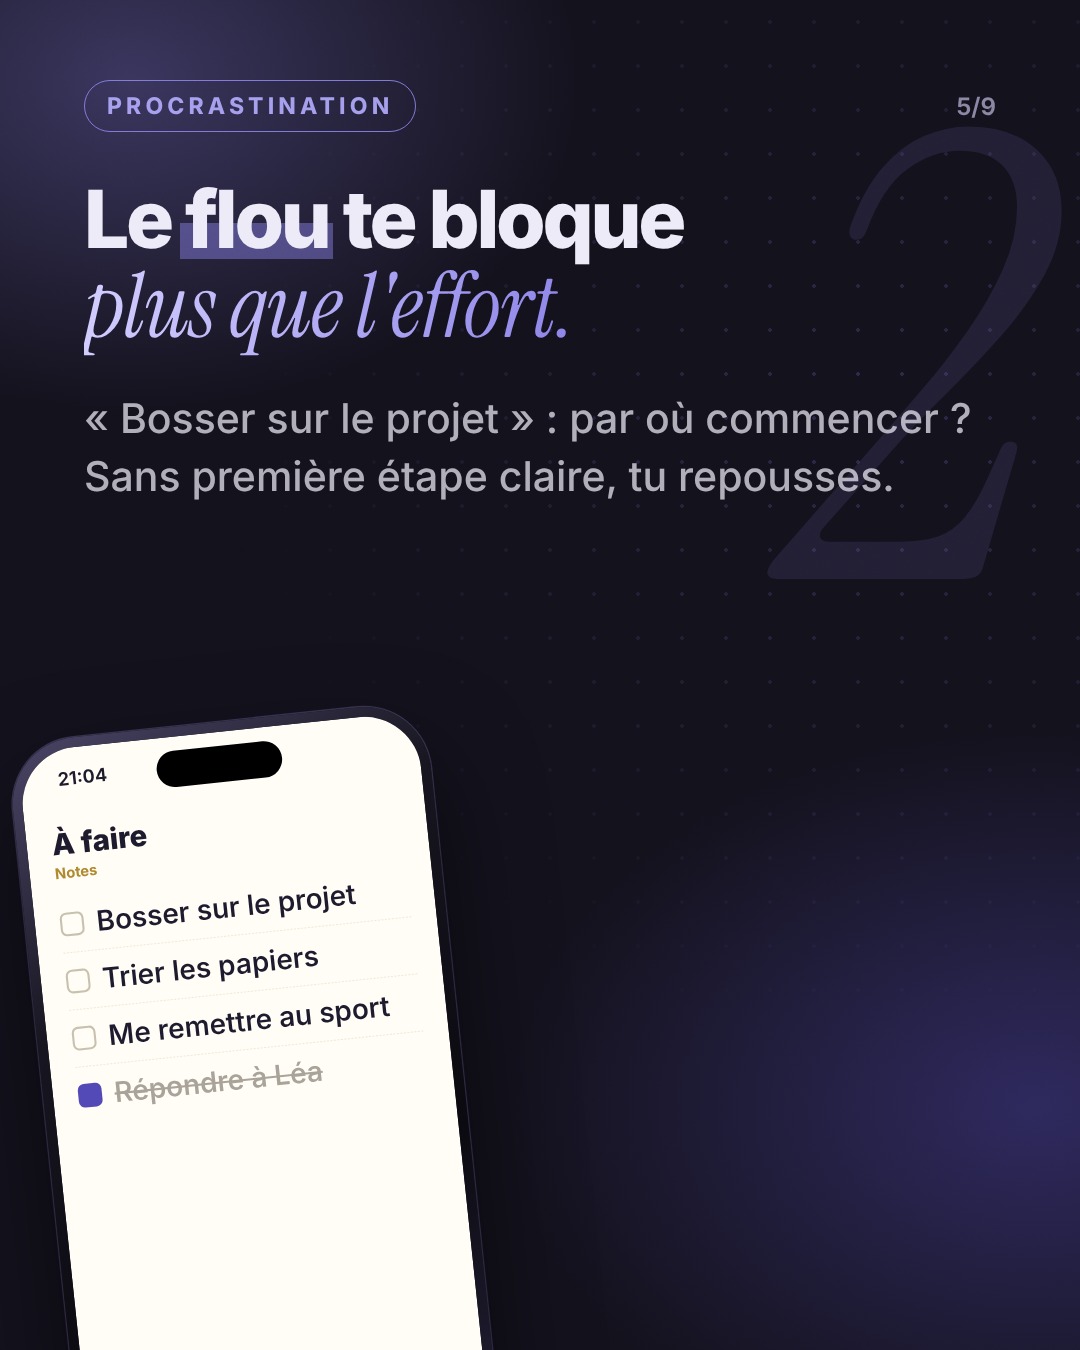 PROCRASTINATION
5/9
2
Le flou te bloque
plus que l'effort.
« Bosser sur le projet » : par où commencer ?
Sans première étape claire, tu repousses.
21:04
À faire
Notes
Bosser sur le projet
Trier les papiers
Me remettre au sport
Répondre à Léa